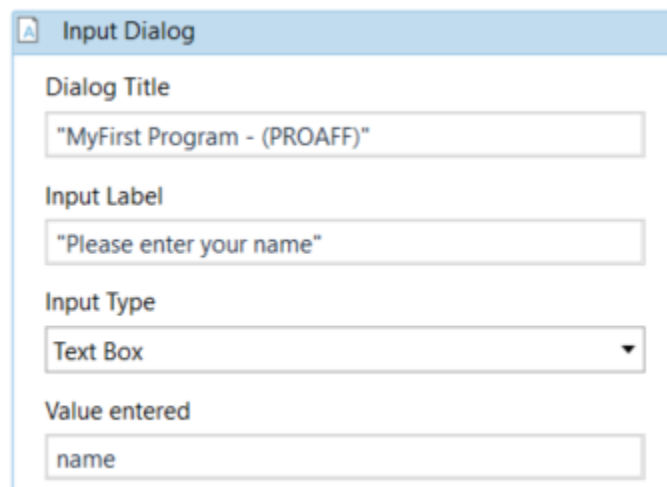 Input Dialog
Dialog Title
"MyFirst Program - (PROAFF)"
Input Label
"Please enter your name"
Input Type
Text Box
Value entered
name